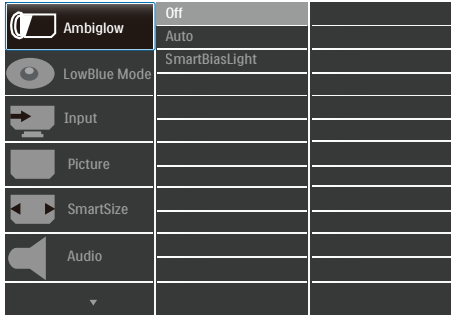 Ambiglow
Off
Auto
SmartBiasLight
LowBlue Mode
Input
Picture
SmartSize
Audio